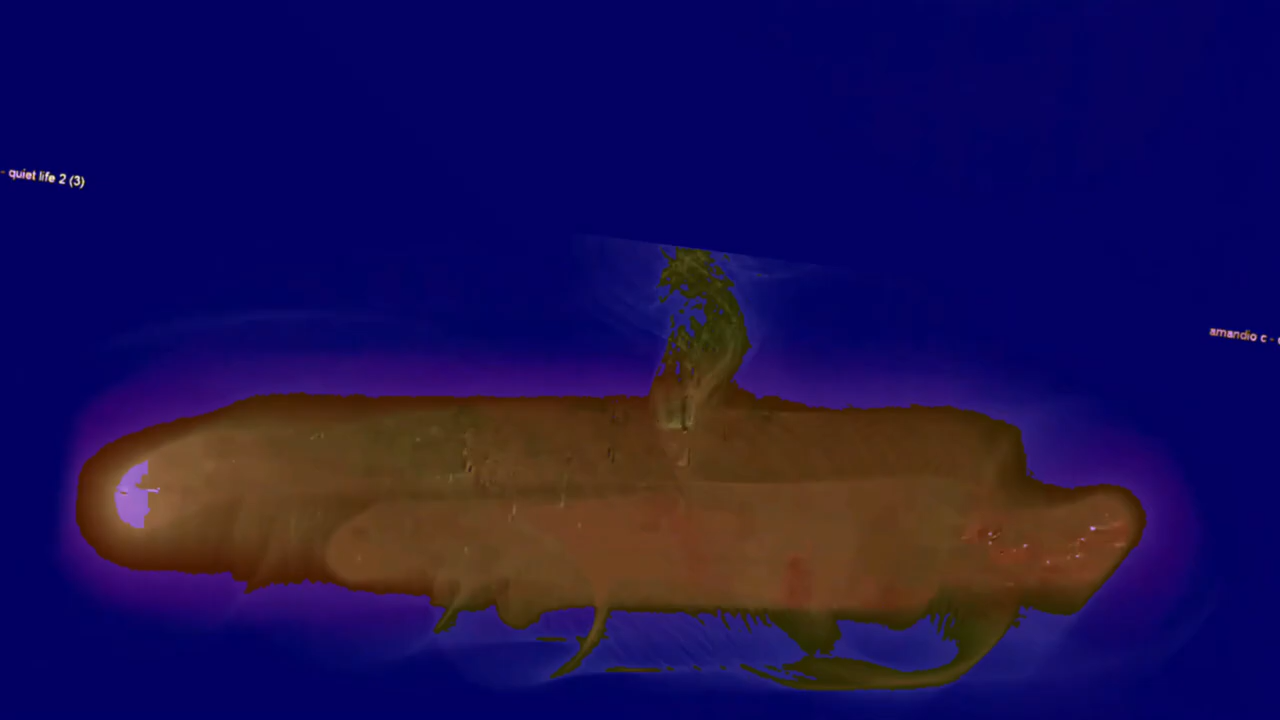 - quiet life 2 (3)
amandio c -